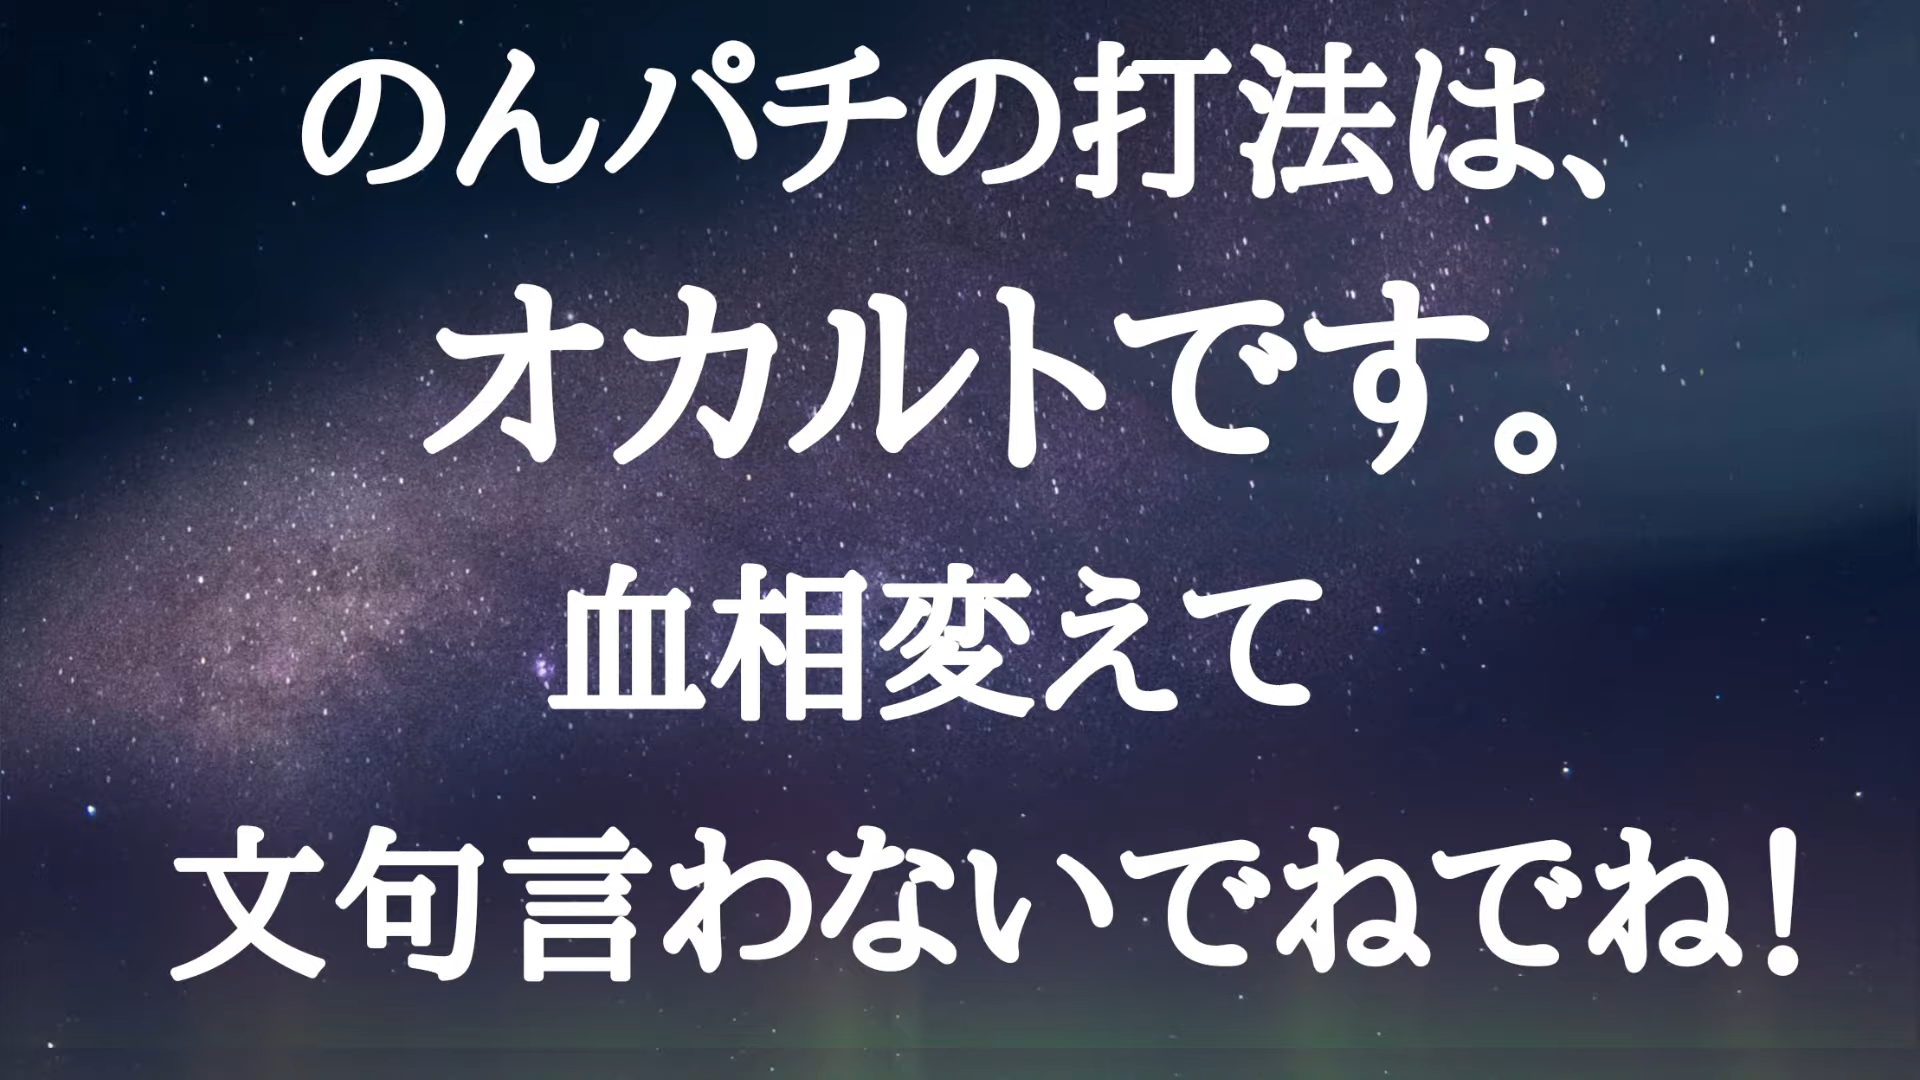 のんパチの打法は、
オカルトです。
血相変えて
文句言わないでねでね！